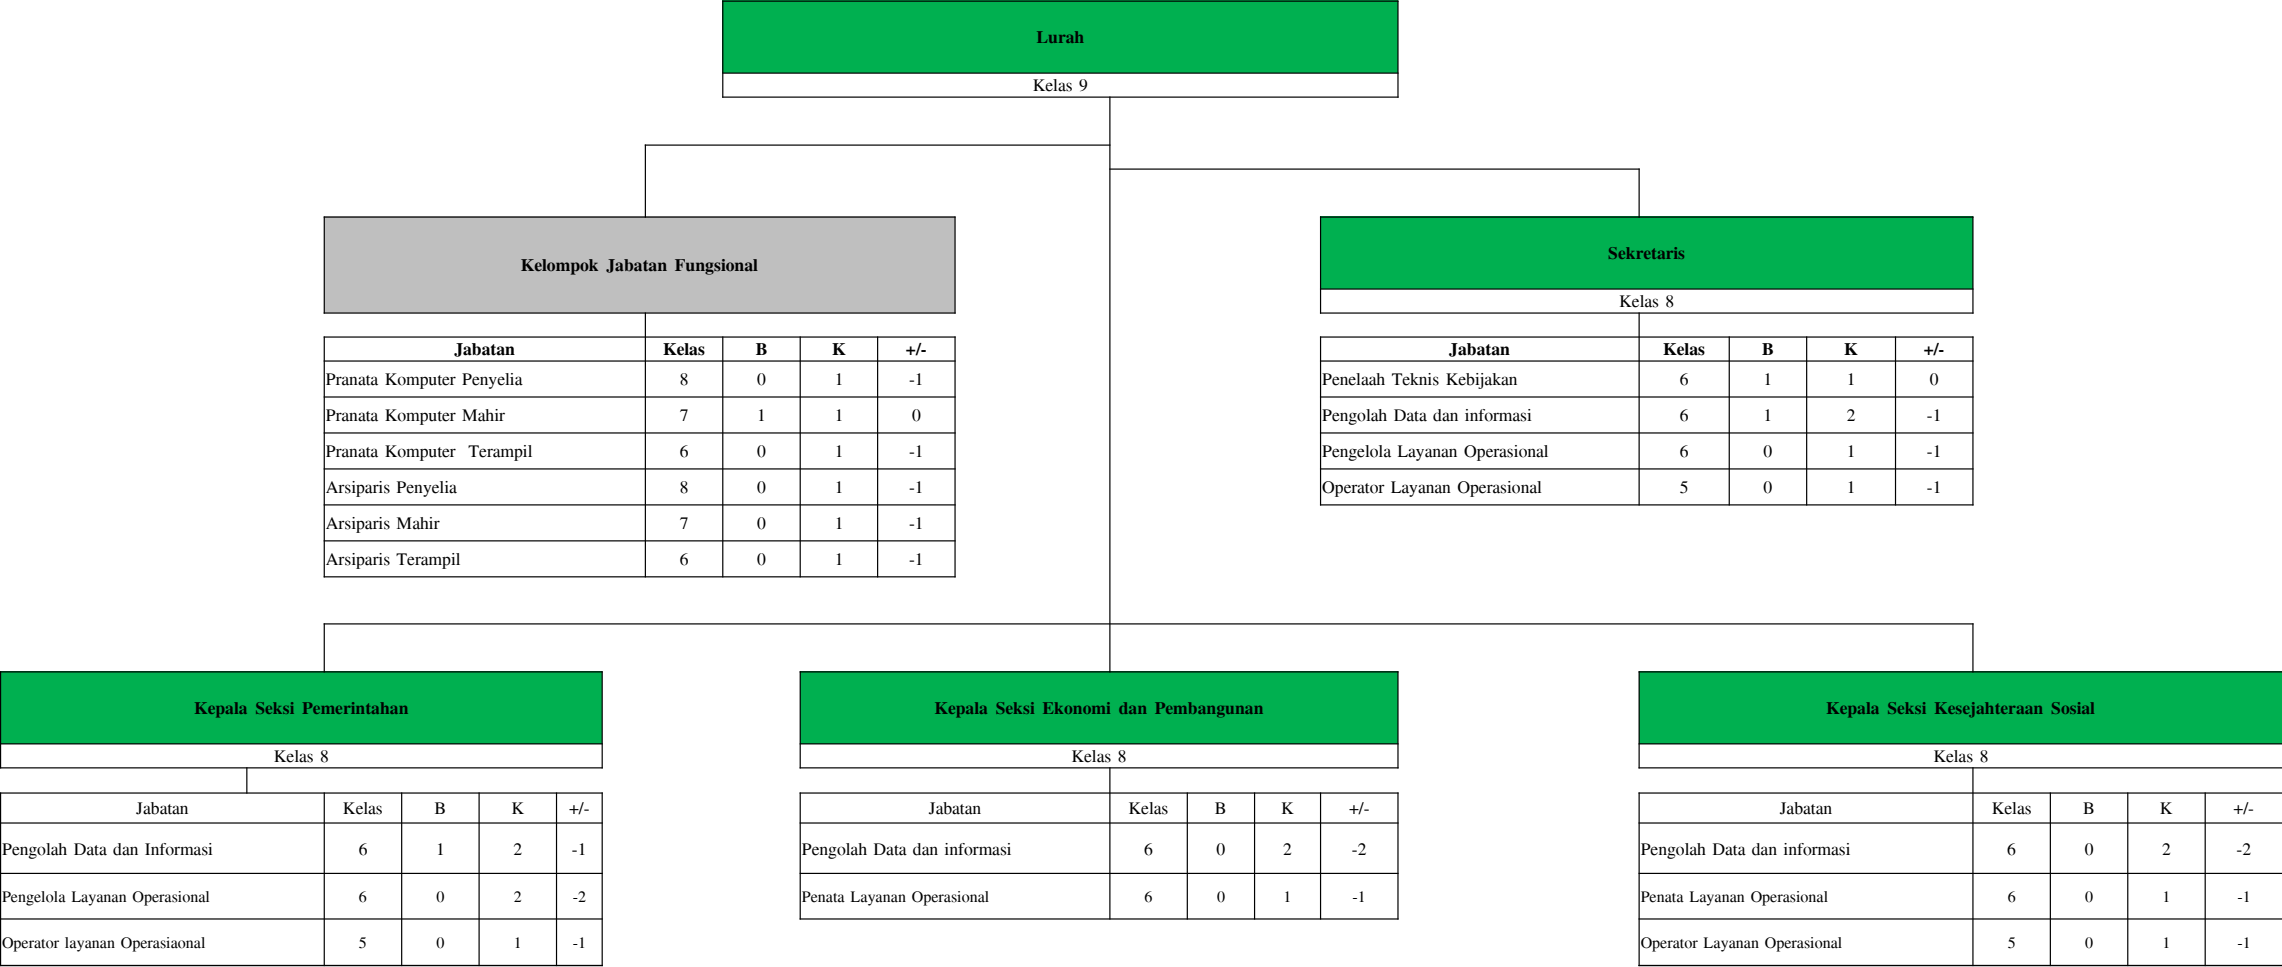 Lurah
Kelas 9
Kelompok Jabatan Fungsional
Jabatan Kelas B K +/-
Pranata Komputer Penyelia 8 0 1 -1
Pranata Komputer Mahir 7 1 1 0
Pranata Komputer Terampil 6 0 1 -1
Arsiparis Penyelia 8 0 1 -1
Arsiparis Mahir 7 0 1 -1
Arsiparis Terampil 6 0 1 -1
Sekretaris
Kelas 8
Jabatan Kelas B K +/-
Penelaah Teknis Kebijakan 6 1 1 0
Pengolah Data dan informasi 6 1 2 -1
Pengelola Layanan Operasional 6 0 1 -1
Operator Layanan Operasional 5 0 1 -1
Kepala Seksi Pemerintahan
Kelas 8
Jabatan Kelas B K +/-
Pengolah Data dan Informasi 6 1 2 -1
Pengelola Layanan Operasional 6 0 2 -2
Operator layanan Operasiaonal 5 0 1 -1
Kepala Seksi Ekonomi dan Pembangunan
Kelas 8
Jabatan Kelas B K +/-
Pengolah Data dan informasi 6 0 2 -2
Penata Layanan Operasional 6 0 1 -1
Kepala Seksi Kesejahteraan Sosial
Kelas 8
Jabatan Kelas B K +/-
Pengolah Data dan informasi 6 0 2 -2
Penata Layanan Operasional 6 0 1 -1
Operator Layanan Operasional 5 0 1 -1